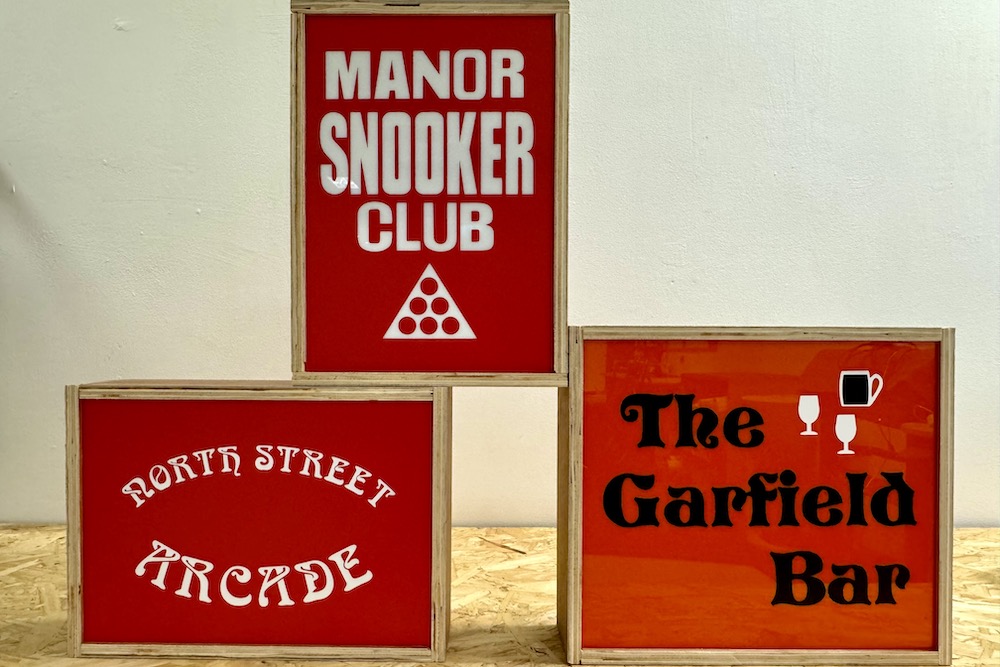 MANOR
SNOOKER
CLUB
NORTH STREET
ARCADE
The
Garfield
Bar